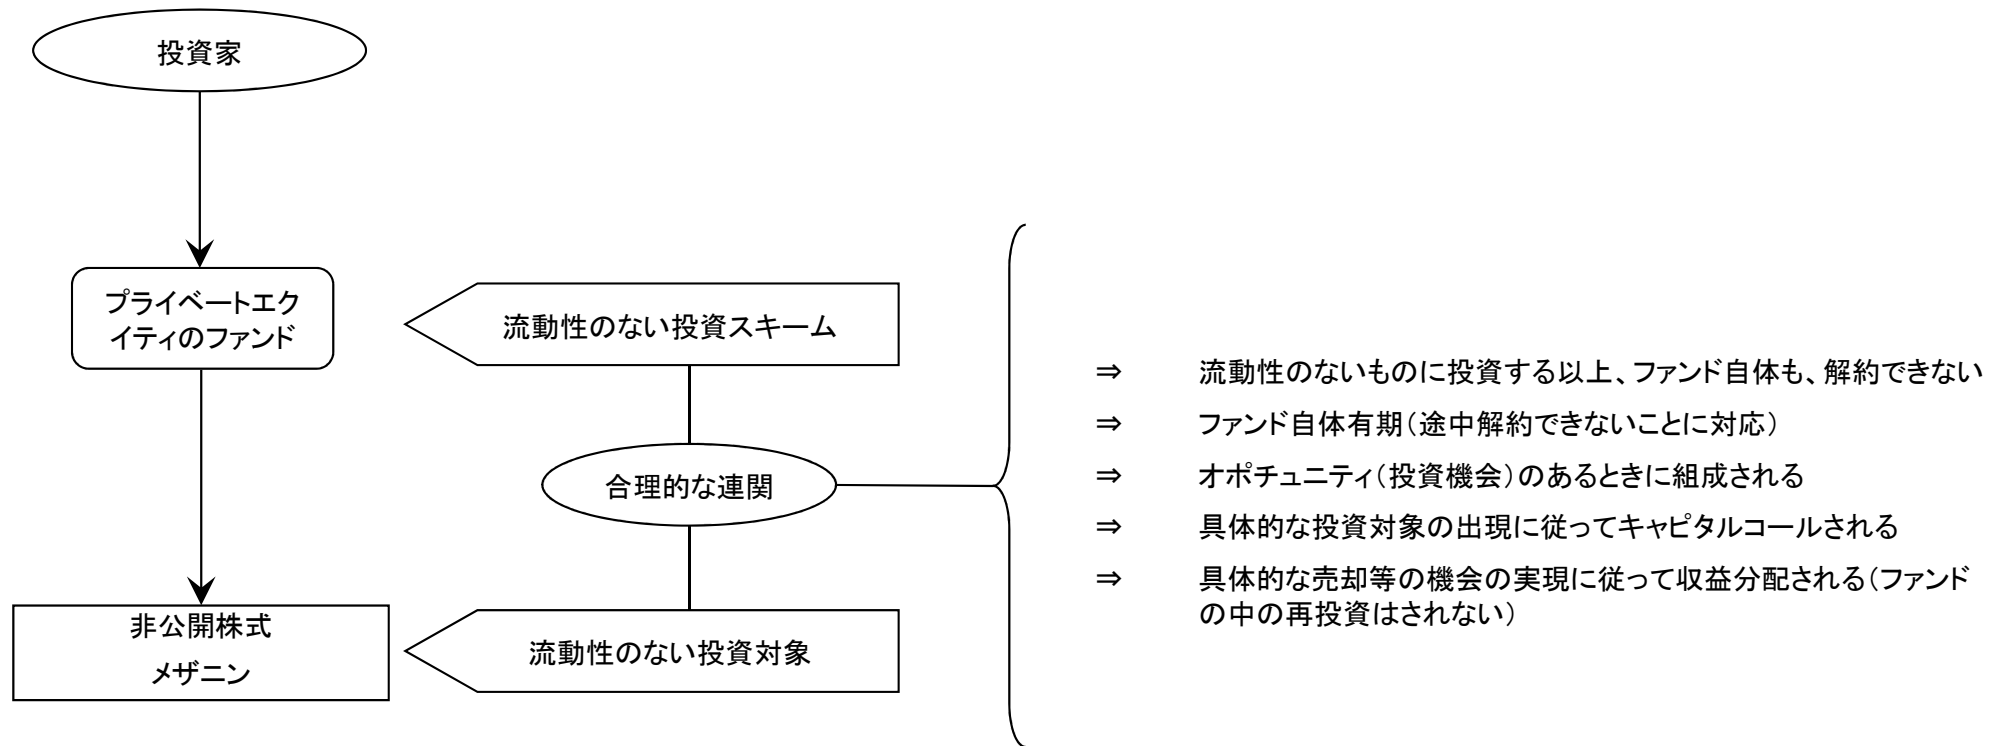 投資家
プライベートエク
イティのファンド
流動性のない投資スキーム
合理的な連関
非公開株式
メザニン
流動性のない投資対象
⇒ 流動性のないものに投資する以上、ファンド自体も、解約できない
⇒ ファンド自体有期（途中解約できないことに対応）
⇒ オポチュニティ（投資機会）のあるときに組成される
⇒ 具体的な投資対象の出現に従ってキャピタルコールされる
⇒ 具体的な売却等の機会の実現に従って収益分配される（ファンド
の中の再投資はされない）